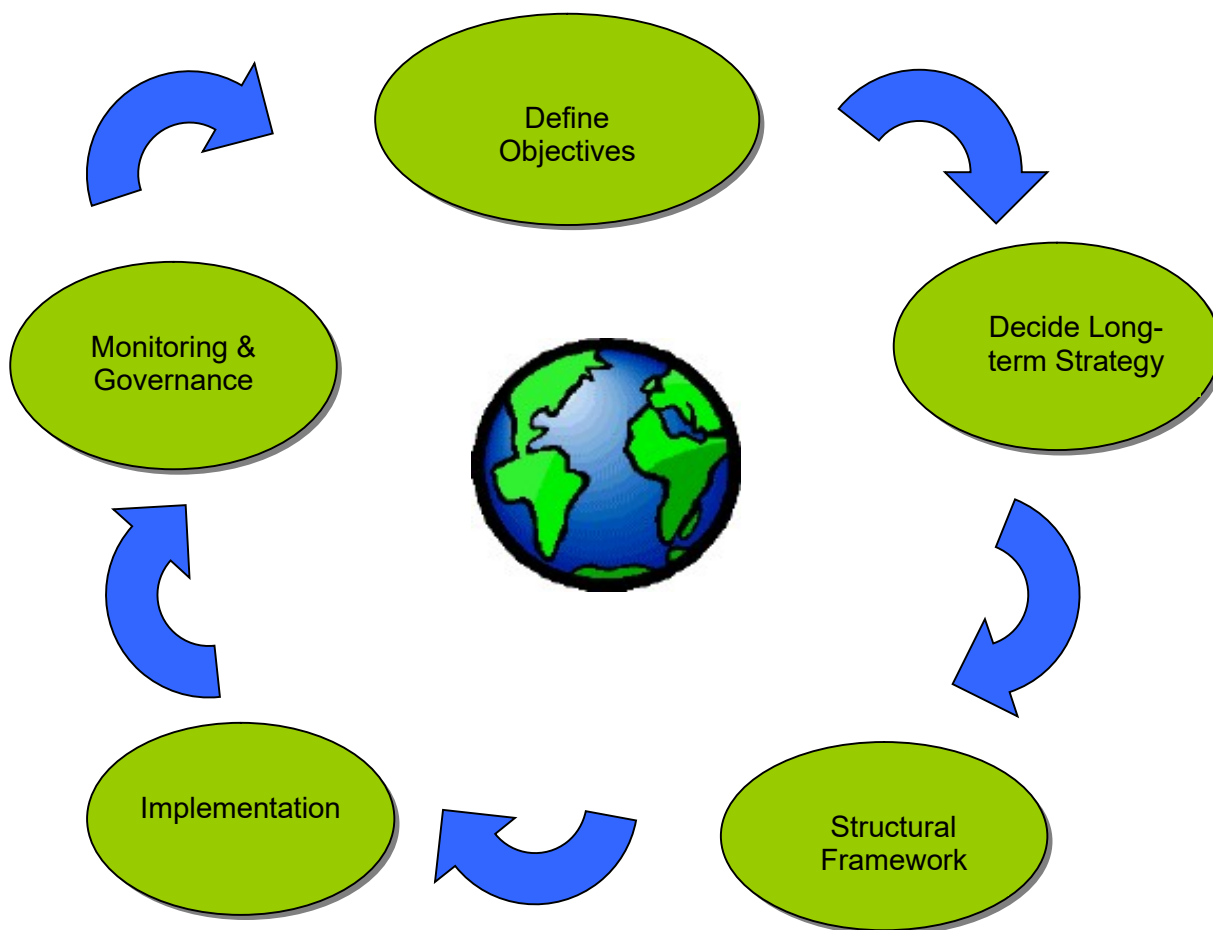 Define
Objectives
Decide Long-
term Strategy
Structural
Framework
Implementation
Monitoring &
Governance